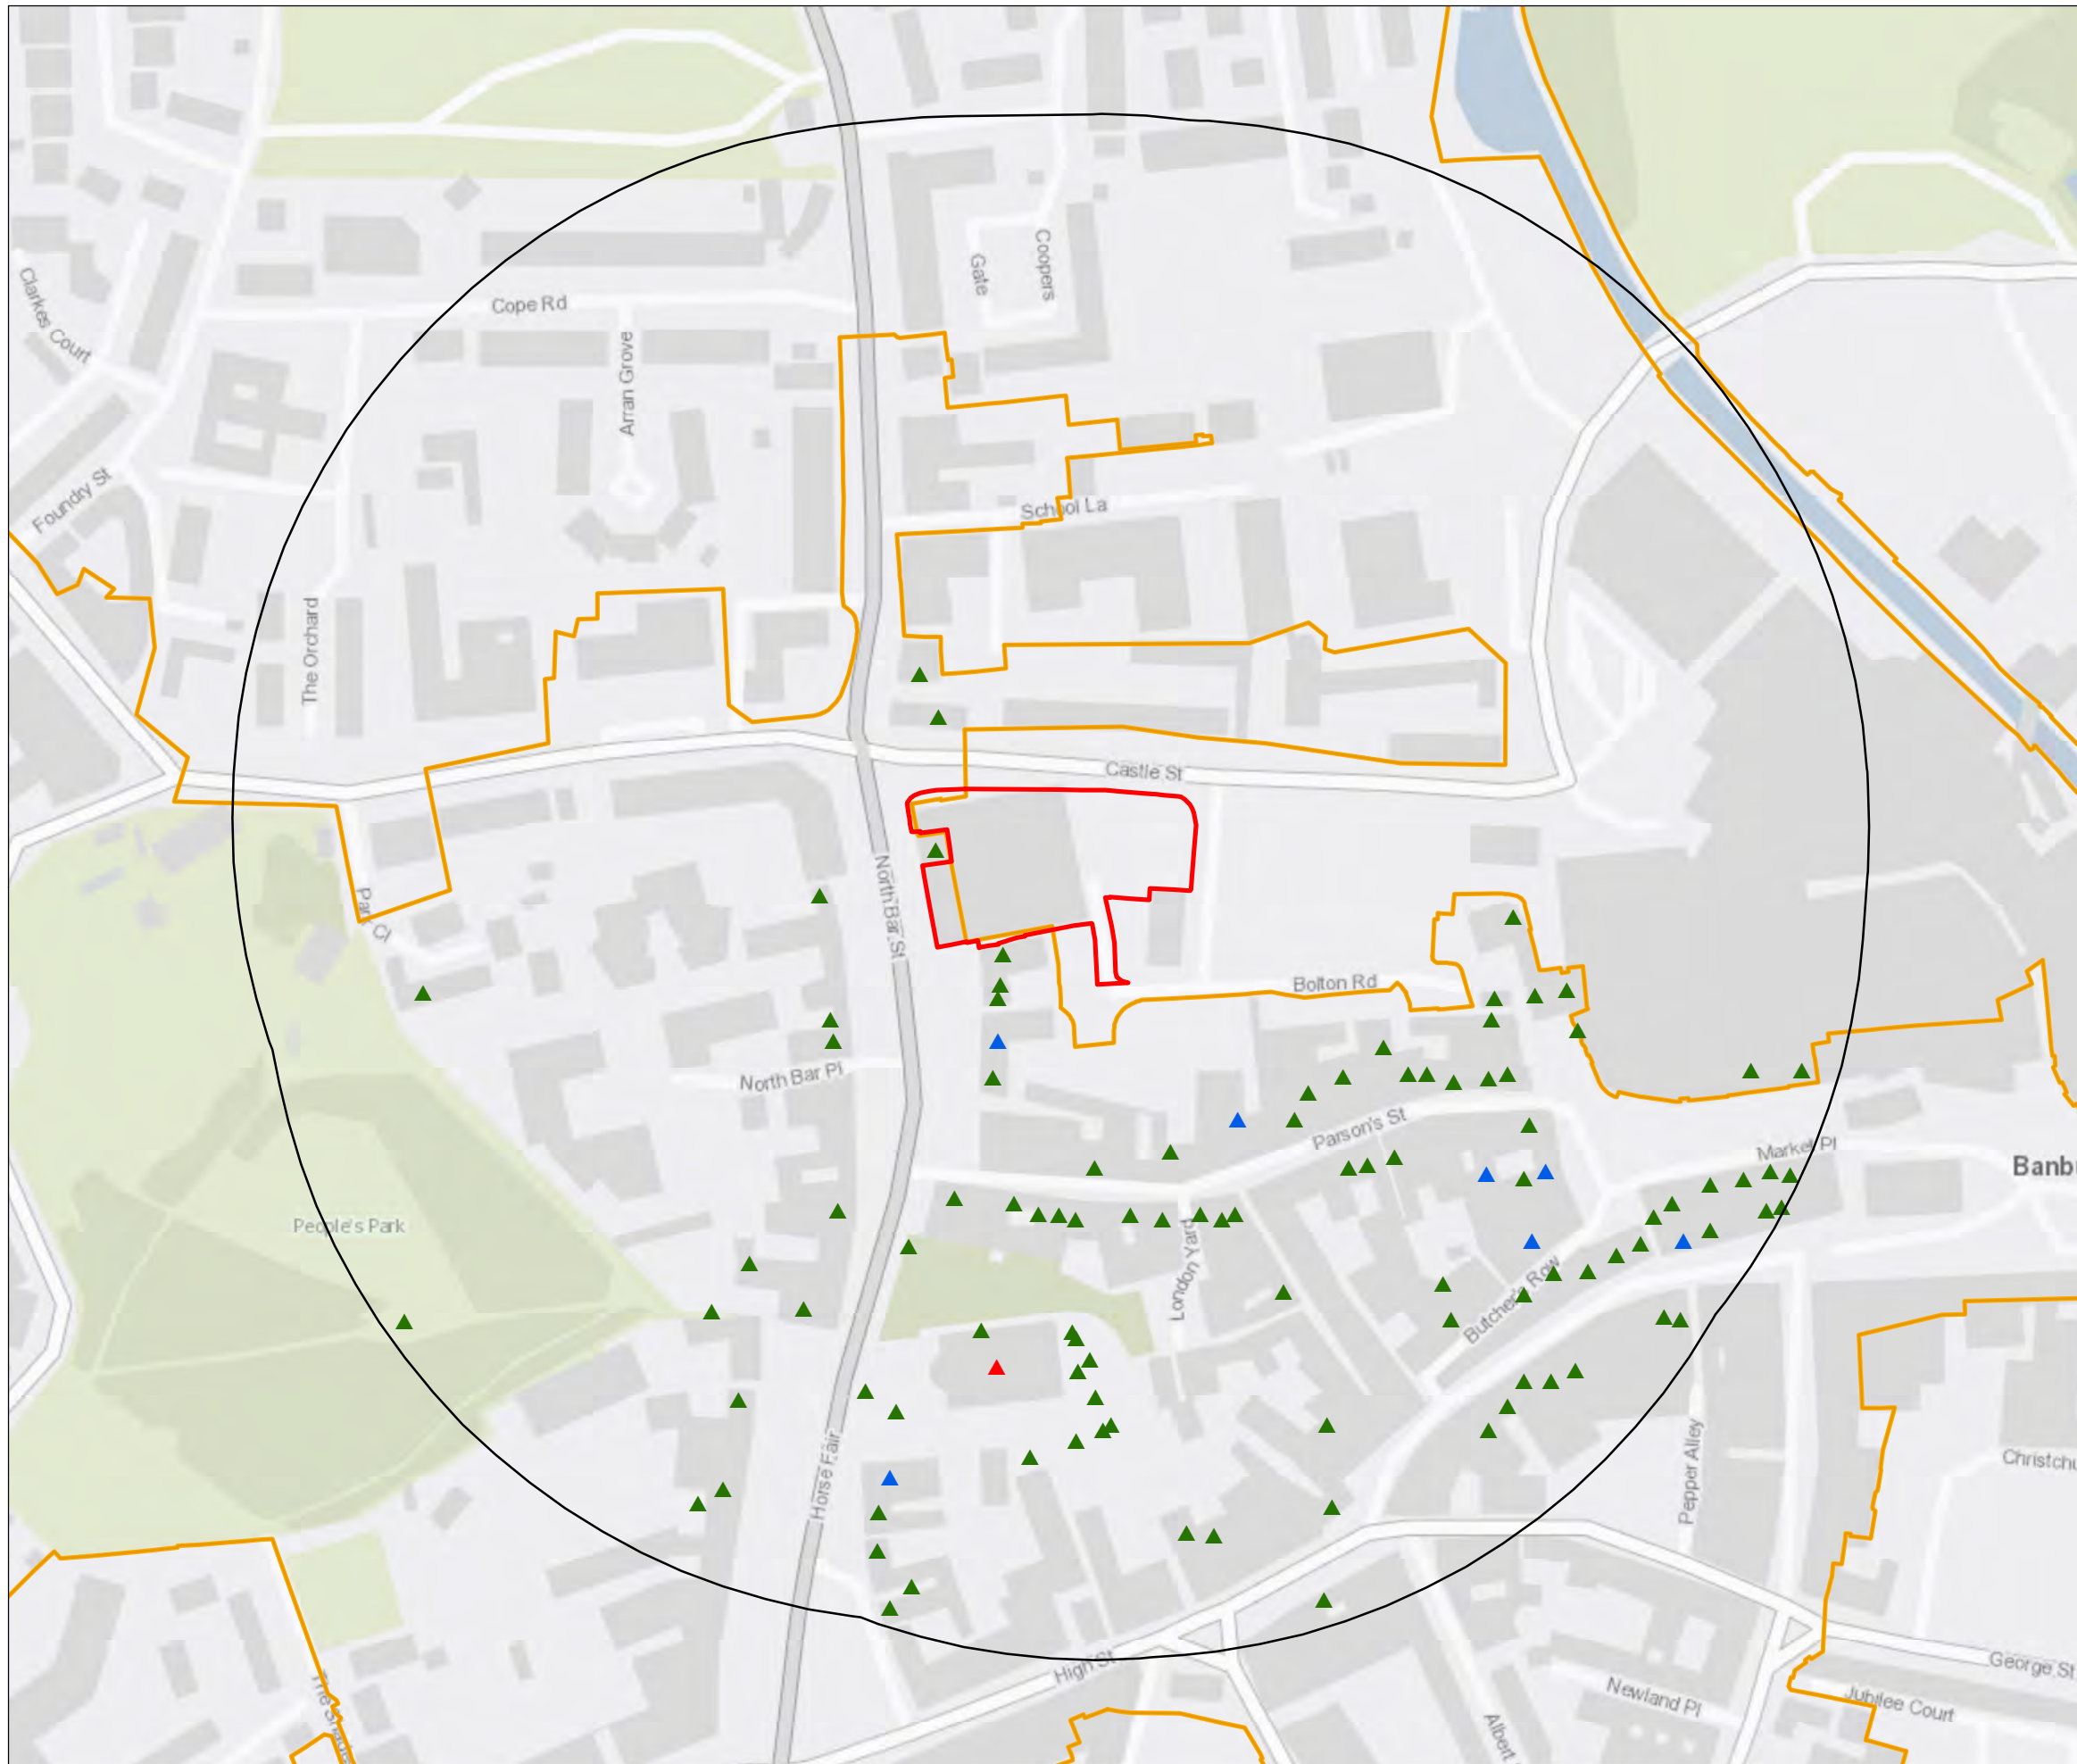 Clarkes Court
Cope Rd
Gate
Coopers
Arran Grove
Foundry St
School La
The Orchard
Castle St
North Bar St
Park Cl
Bolton Rd
North Bar Pl
Parson's St
Market Pl
Banb
People's Park
London Yard
Butcher's Row
Horse Fair
Pepper Alley
Christch
High St
George St
Newland Pl
Jubilee Court
Albert
The Shades